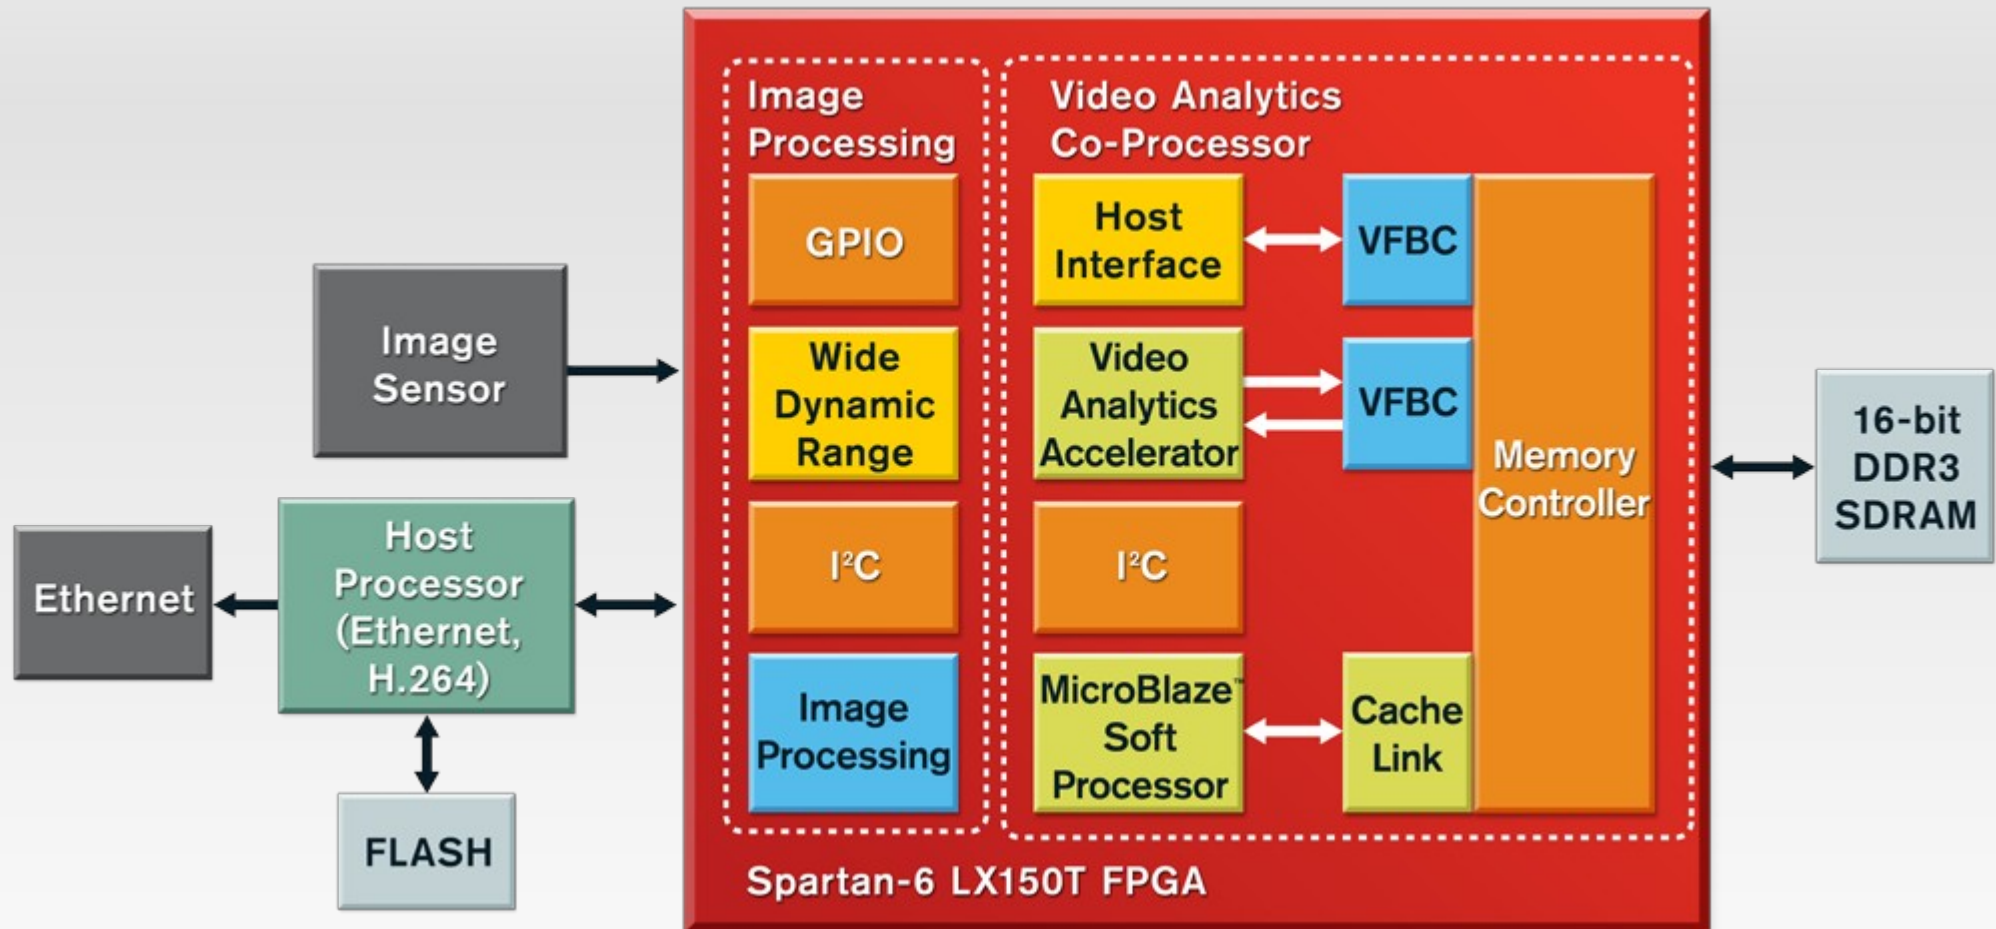 Image
Processing
GPIO
Wide
Dynamic
Range
I²C
Image
Processing
Video Analytics
Co-Processor
Host
Interface
VFBC
Video
Analytics
Accelerator
VFBC
I²C
MicroBlaze™
Soft
Processor
Cache
Link
Memory
Controller
Spartan-6 LX150T FPGA
Image
Sensor
Host
Processor
(Ethernet,
H.264)
Ethernet
FLASH
16-bit
DDR3
SDRAM